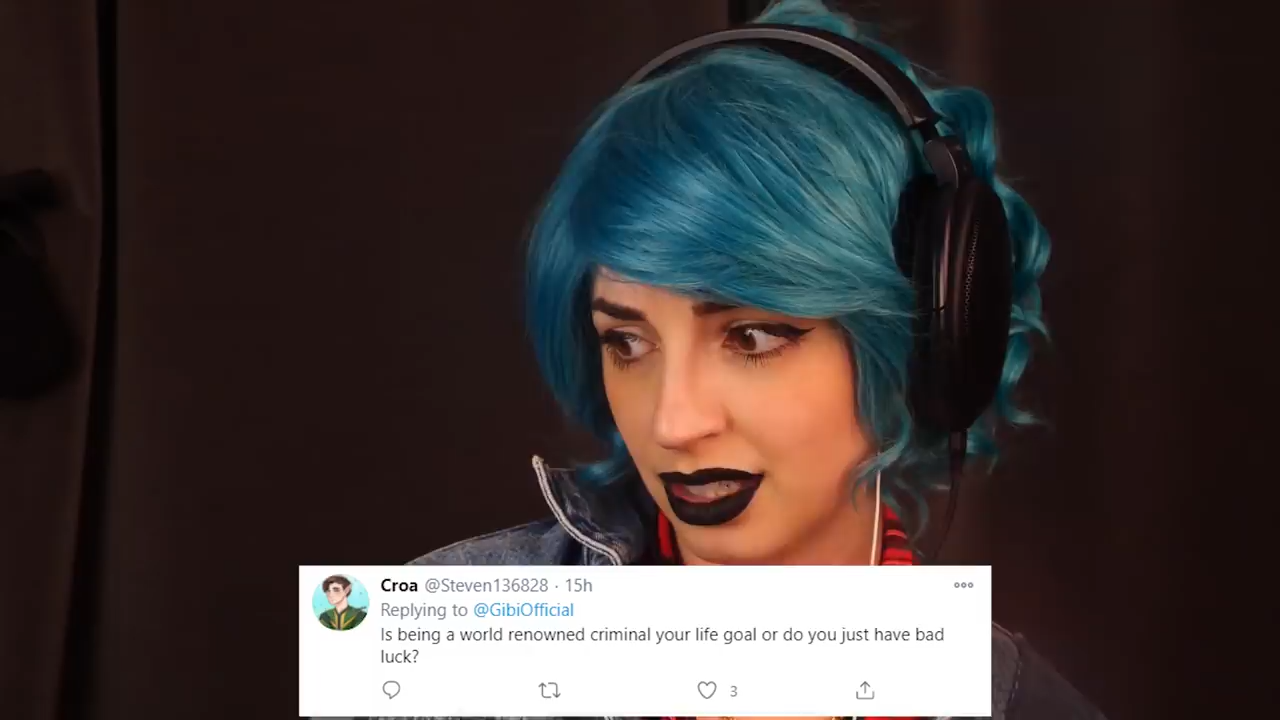 Croa @Steven136828 · 15h
Replying to @GibiOfficial
Is being a world renowned criminal your life goal or do you just have bad
luck?
3